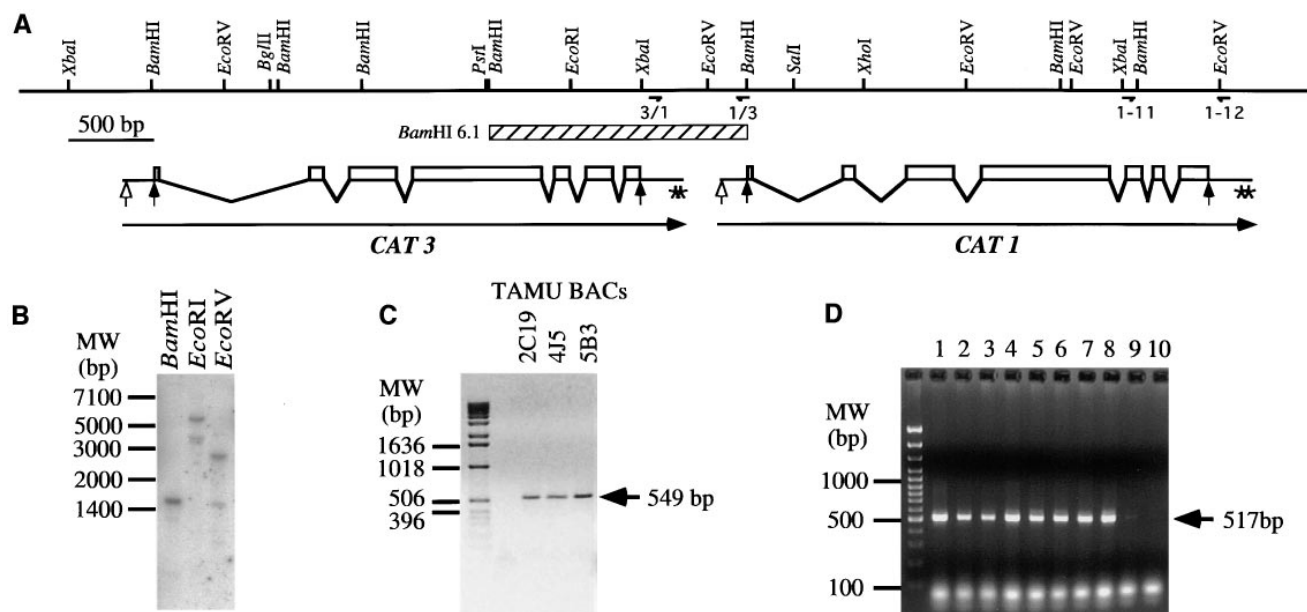 A
XbaI
BamHI
EcoRV
BglII
BamHI
BamHI
PstI
BamHI
EcoRI
XbaI
EcoRV
BamHI
SalI
XhoI
EcoRV
BamHI
EcoRV
XbaI
BamHI
EcoRV
3/1
1/3
1-11
1-12
500 bp
BamHI 6.1
CAT 3
CAT 1
B
MW
(bp)
BamHI
EcoRI
EcoRV
7100
5000
3000
2000
1400
C
TAMU BACs
2C19
4J5
5B3
MW
(bp)
1636
1018
506
396
549 bp
D
1 2 3 4 5 6 7 8 9 10
MW
(bp)
1000
500
100
517bp